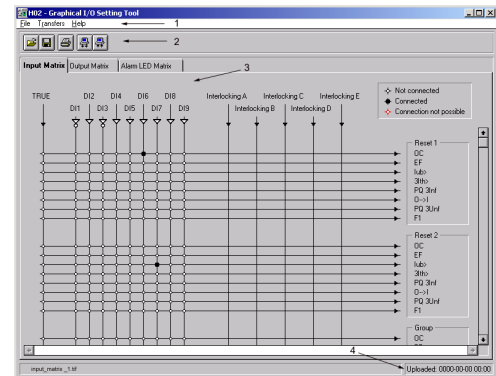 H02 - Graphical I/O Setting Tool
File Transfers Help
1
2
Input Matrix Output Matrix Alarm LED Matrix
3
TRUE DI2 DI4 DI6 DI8 Interlocking A Interlocking C Interlocking E
DI1 DI3 DI5 DI7 DI9 Interlocking B Interlocking D
Not connected
Connected
Connection not possible
Reset 1
OC
EF
Iub>
3Ith>
PQ 3Inf
O->I
PQ 3Unf
F1
Reset 2
OC
EF
Iub>
3Ith>
PQ 3Inf
O->I
PQ 3Unf
F1
Group
OC
4
input_matrix _1.tif
Uploaded: 0000-00-00 00:00